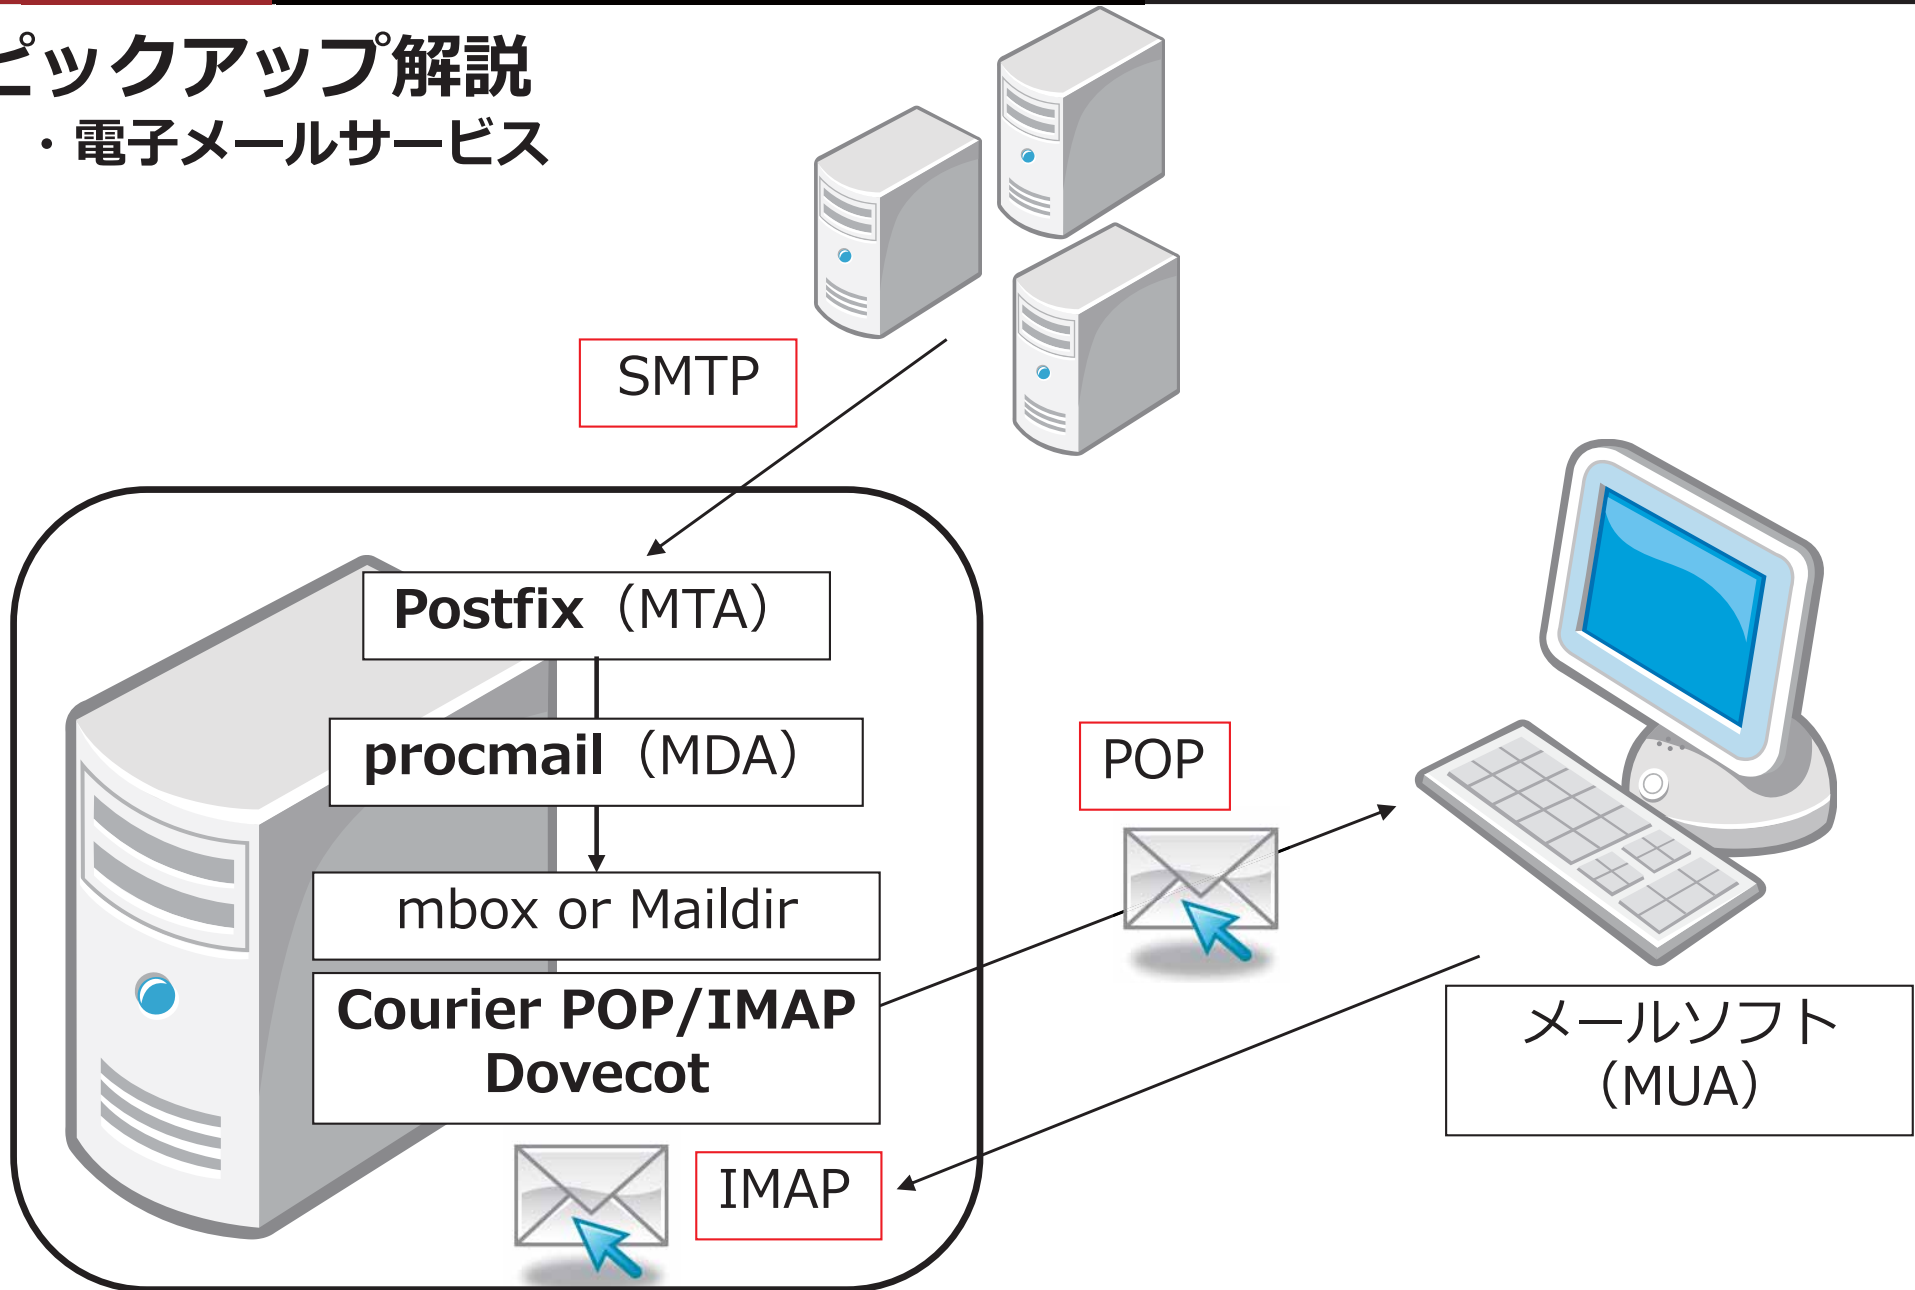 ピックアップ解説
・電子メールサービス
SMTP
Postfix（MTA）
procmail（MDA）
POP
mbox or Maildir
Courier POP/IMAP
Dovecot
メールソフト
（MUA）
IMAP